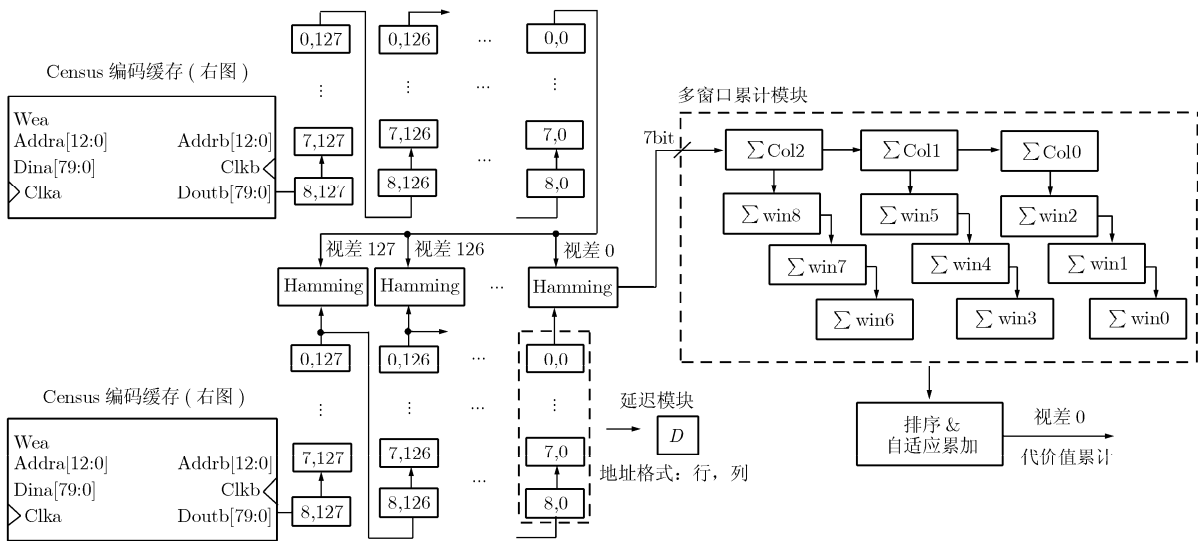 0,127
0,126
...
0,0
Census 编码缓存 ( 右图 )
⋮
⋮
...
⋮
多窗口累计模块
Wea
Addra[12:0]
Addrb[12:0]
Dina[79:0]
Clkb
Clka
Doutb[79:0]
7,127
7,126
...
7,0
8,127
8,126
8,0
7bit
∑ Col2
∑ Col1
∑ Col0
∑ win8
∑ win5
∑ win2
∑ win7
∑ win4
∑ win1
∑ win6
∑ win3
∑ win0
视差 127
视差 126
视差 0
Hamming
Hamming
...
Hamming
0,127
0,126
...
0,0
Census 编码缓存 ( 右图 )
⋮
⋮
...
⋮
延迟模块
D
地址格式：行，列
排序 &
自适应累加
视差 0
代价值累计
Wea
Addra[12:0]
Addrb[12:0]
Dina[79:0]
Clkb
Clka
Doutb[79:0]
7,127
7,126
...
7,0
8,127
8,126
8,0